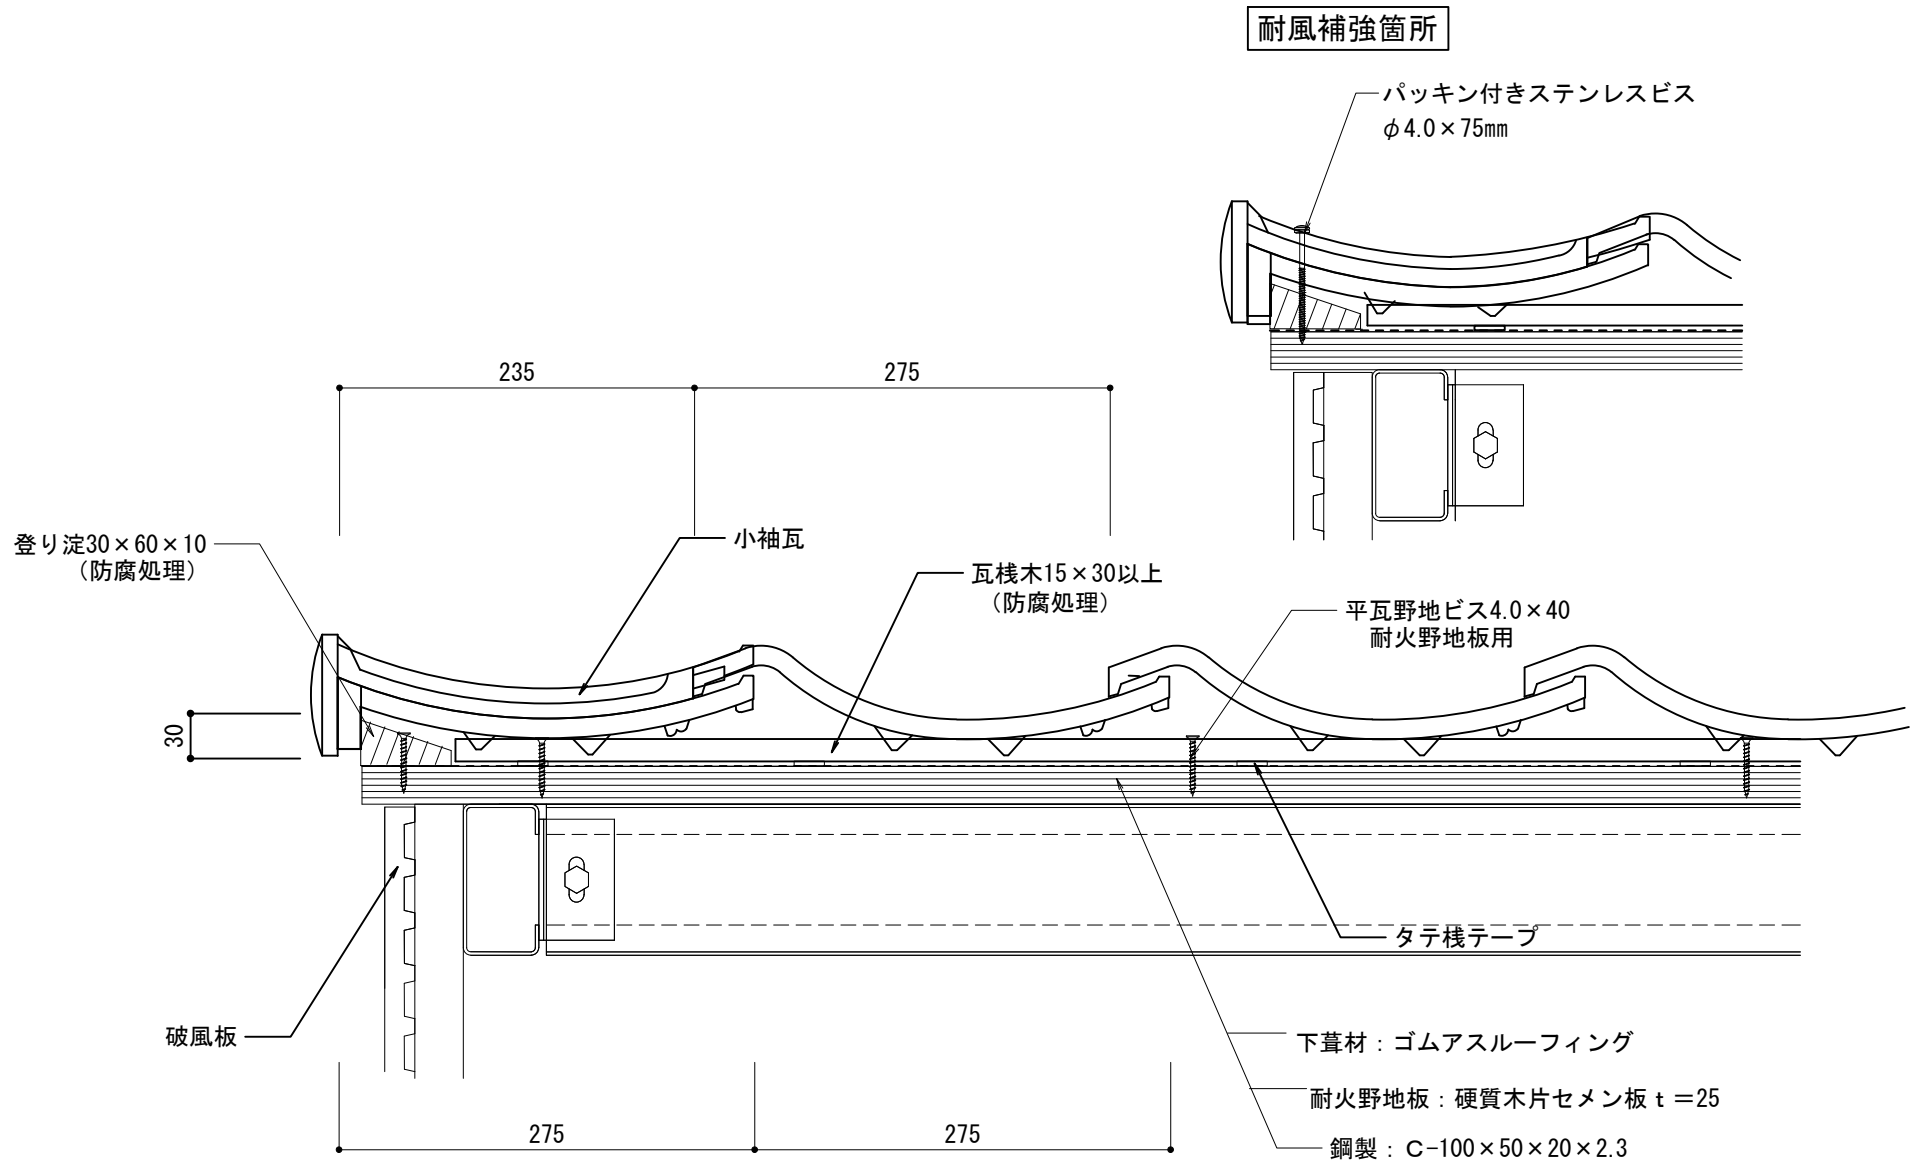 耐風補強箇所
パッキン付きステンレスビス
φ4.0×75㎜
235
275
登り淀30×60×10
（防腐処理）
小袖瓦
瓦桟木15×30以上
（防腐処理）
平瓦野地ビス4.0×40
耐火野地板用
30
タテ桟テープ
破風板
下葺材：ゴムアスルーフィング
耐火野地板：硬質木片セメン板ｔ＝25
鋼製：Ｃ-100×50×20×2.3
275
275